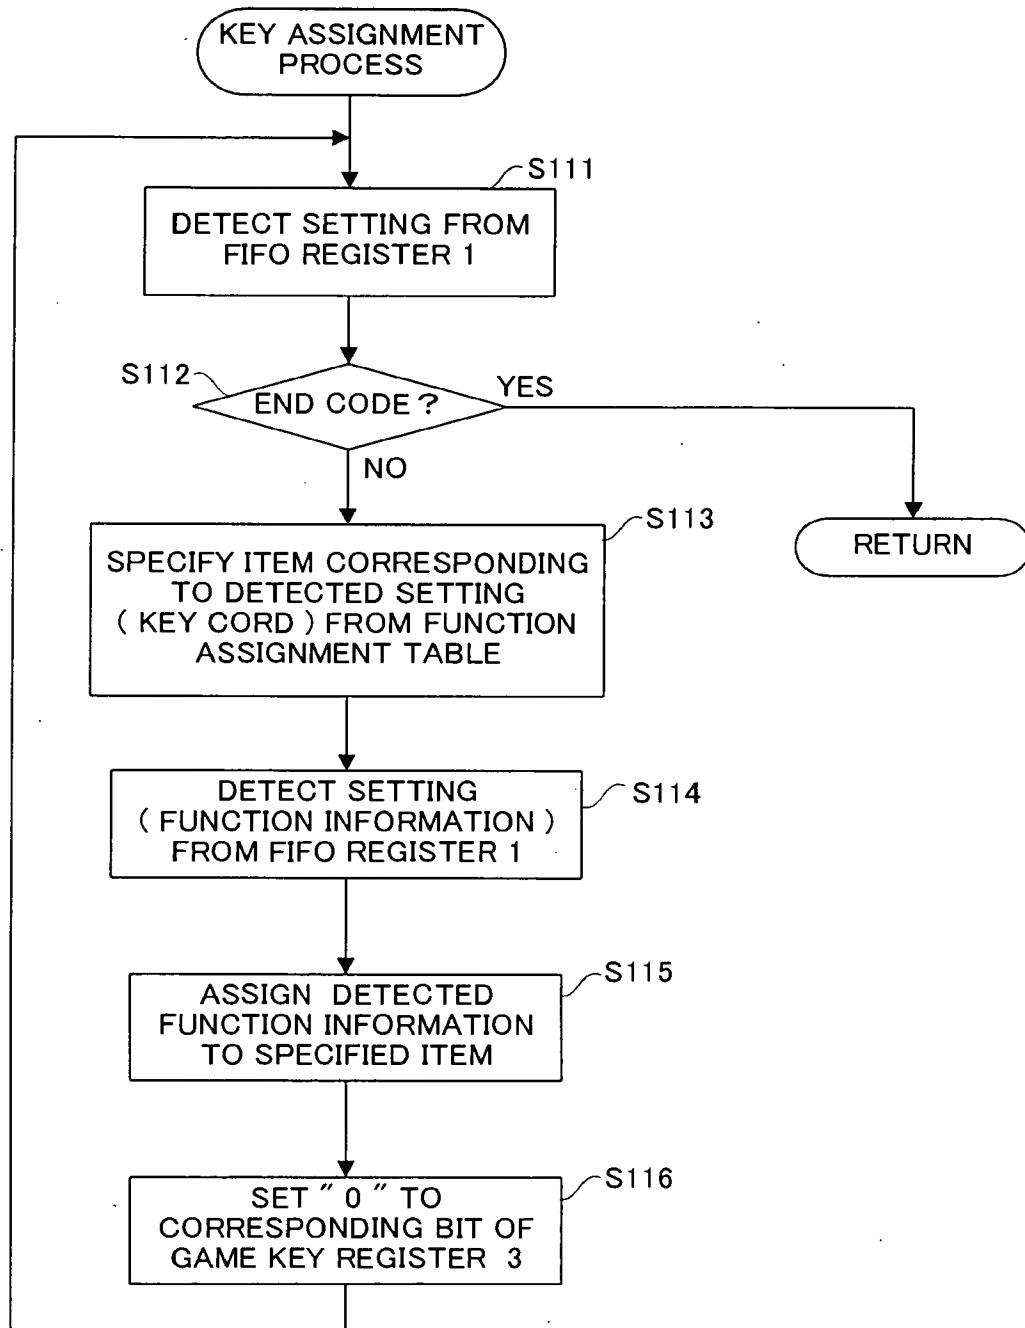 KEY ASSIGNMENT
PROCESS
S111
DETECT SETTING FROM
FIFO REGISTER 1
S112
END CODE?
YES
NO
S113
SPECIFY ITEM CORRESPONDING
TO DETECTED SETTING
( KEY CORD ) FROM FUNCTION
ASSIGNMENT TABLE
RETURN
DETECT SETTING
( FUNCTION INFORMATION )
FROM FIFO REGISTER 1
S114
S115
ASSIGN DETECTED
FUNCTION INFORMATION
TO SPECIFIED ITEM
S116
SET " 0 " TO
CORRESPONDING BIT OF
GAME KEY REGISTER 3